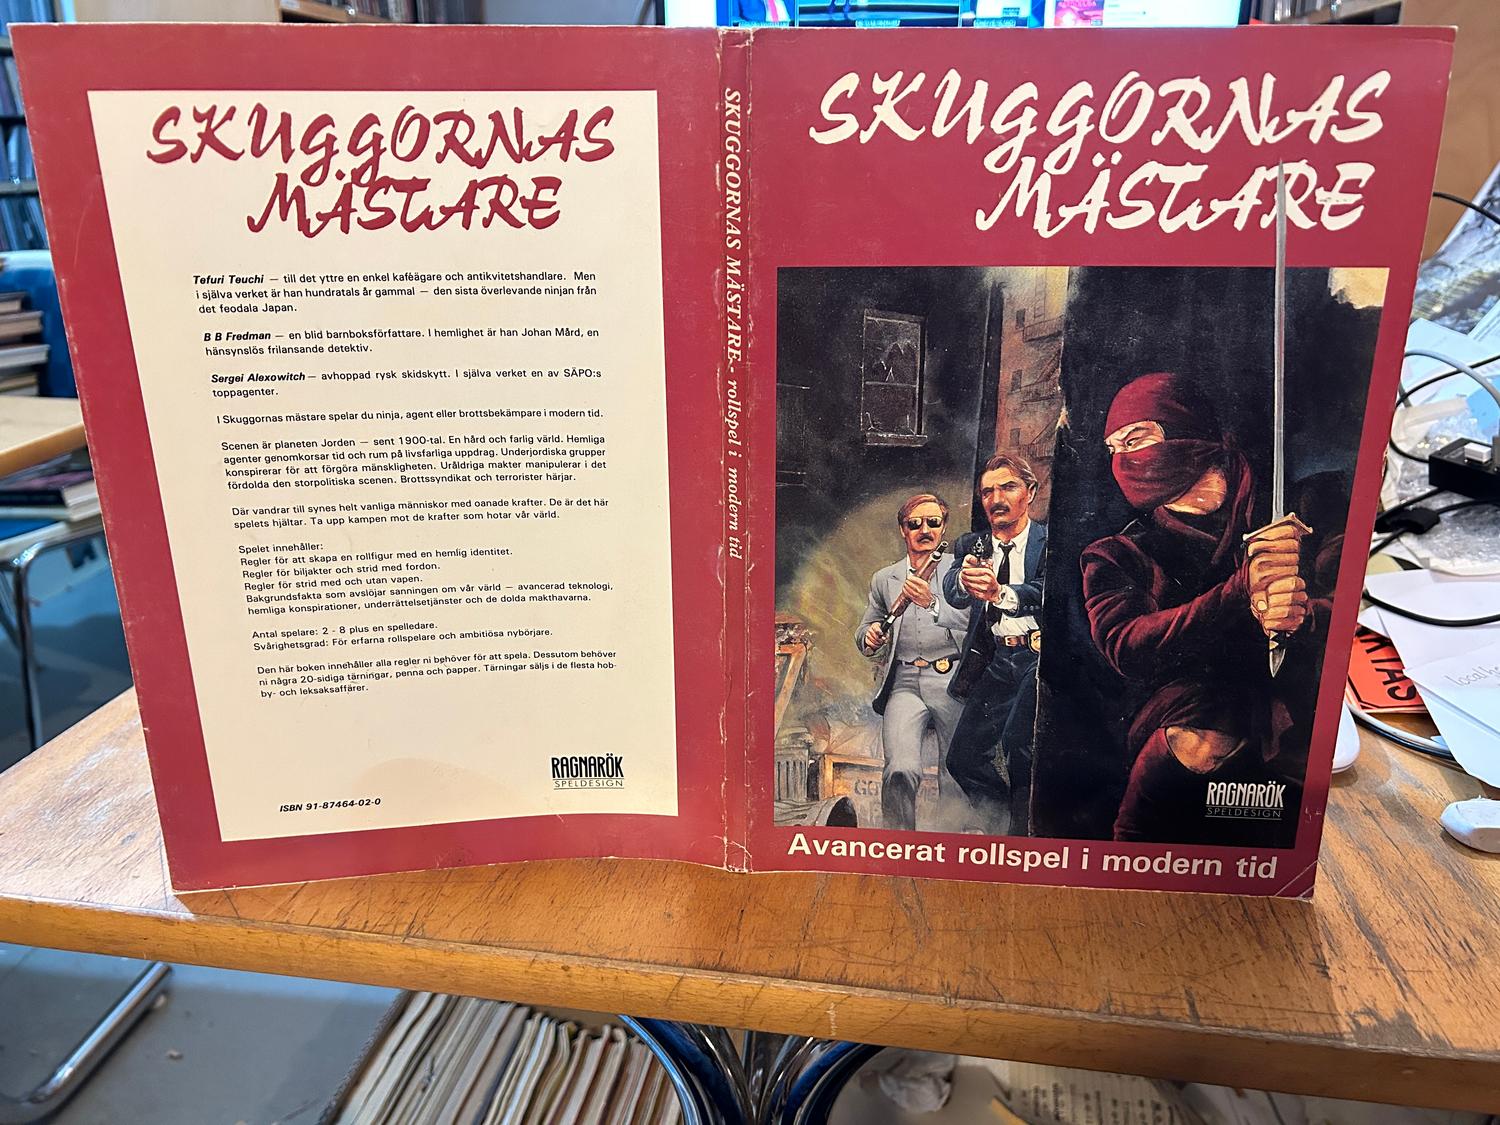 SKUGGORNAS
MÄSTARE
Tefuri Teuchi — till det yttre en enkel kaféägare och antikvitetshandlare. Men
i själva verket är han hundratals år gammal — den sista överlevande ninjan från
det feodala Japan.
B B Fredman — en blid barnboksförfattare. I hemlighet är han Johan Mård, en
hänsynslös frilansande detektiv.
Sergei Alexowitch — avhoppad rysk skidskytt. I själva verket en av SÄPO:s
toppagenter.
I Skuggornas mästare spelar du ninja, agent eller brottsbekämpare i modern tid.
Scenen är planeten Jorden — sent 1900-tal. En hård och farlig värld. Hemliga
agenter genomkorsar tid och rum på livsfarliga uppdrag. Underjordiska grupper
konspirerar för att förgöra mänskligheten. Uråldriga makter manipulerar i det
fördolda den storpolitiska scenen. Brottssyndikat och terrorister härjar.
Där vandrar till synes helt vanliga människor med oanade krafter. De är det här
spelets hjältar. Ta upp kampen mot de krafter som hotar vår värld.
Spelet innehåller:
Regler för att skapa en rollfigur med en hemlig identitet.
Regler för biljakter och strid med fordon.
Regler för strid med och utan vapen.
Bakgrundsfakta som avslöjar sanningen om vår värld — avancerad teknologi,
hemliga konspirationer, underrättelsetjänster och de dolda makthavarna.
Antal spelare: 2 - 8 plus en spelledare.
Svårighetsgrad: För erfarna rollspelare och ambitiösa nybörjare.
Den här boken innehåller alla regler ni behöver för att spela. Dessutom behöver
ni några 20-sidiga tärningar, penna och papper. Tärningar säljs i de flesta hob-
by- och leksaksaffärer.
RAGNARÖK
SPELDESIGN
ISBN 91-87464-02-0
SKUGGORNAS MÄSTARE - rollspel i modern tid
SKUGGORNAS
MÄSTARE
RAGNARÖK
SPELDESIGN
Avancerat rollspel i modern tid